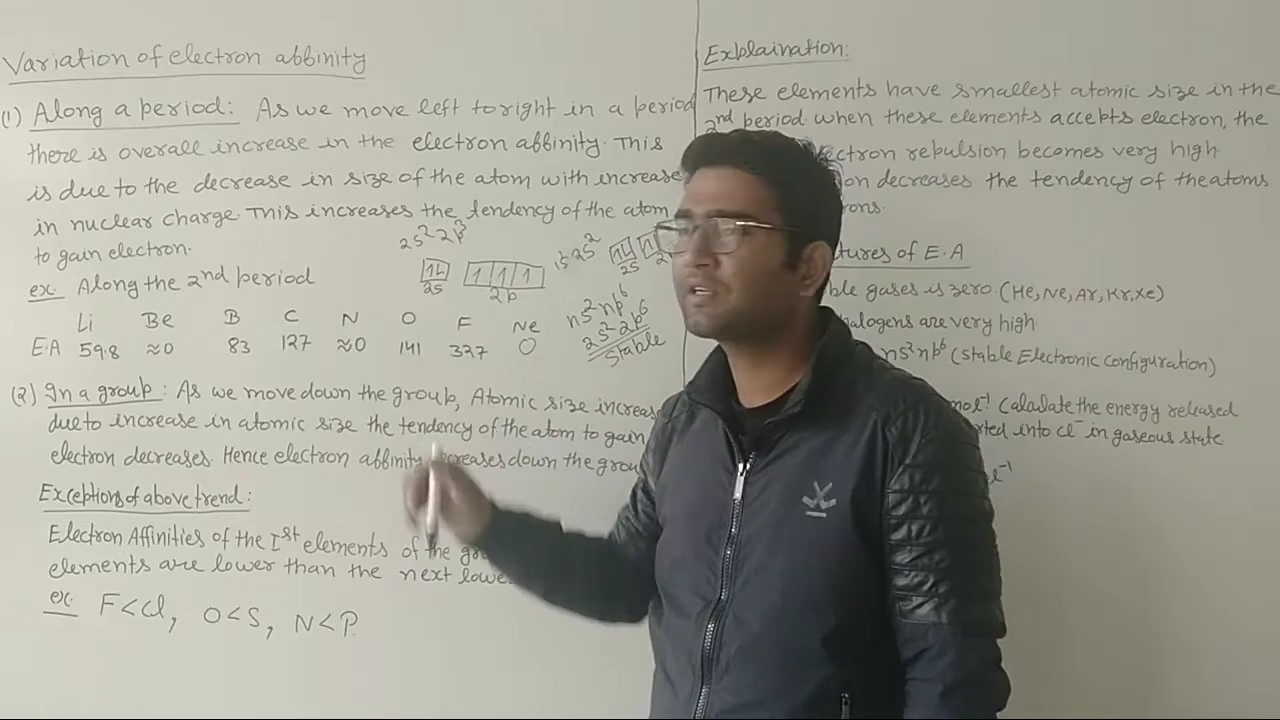 Variation of electron affinity
(1) Along a period: As we move left to right in a period
there is overall increase in the electron affinity. This
is due to the decrease in size of the atom with increase
in nuclear charge. This increases the tendency of the atom
to gain electron.
2s² 2p³
1s² 2s²
2s
2p
2s
ns² np⁶
2s² 2p⁶
stable
ex. Along the 2nd period
Li Be B C N O F Ne
E.A 59.8 ≈0 83 127 ≈0 141 327 0
(2) In a group: As we move down the group, Atomic size
due to increase in atomic size the tendency of the atom to gain
electron decreases. Hence electron affinity down the
Exceptions of above trend:
Electron Affinities of the Ist elements of the
elements are lower than the next
ex. F<Cl, O<S, N<P.
Explaination:
These elements have smallest atomic size in the
2nd period when these elements accepts electron, the
repulsion becomes very high
decreases the tendency of the atoms
of E.A
gases is zero. (He, Ne, Ar, Kr, Xe)
are very high.
ns² np⁶ (stable Electronic configuration)
mol⁻¹ Calculate the energy released
into Cl⁻ in gaseous state